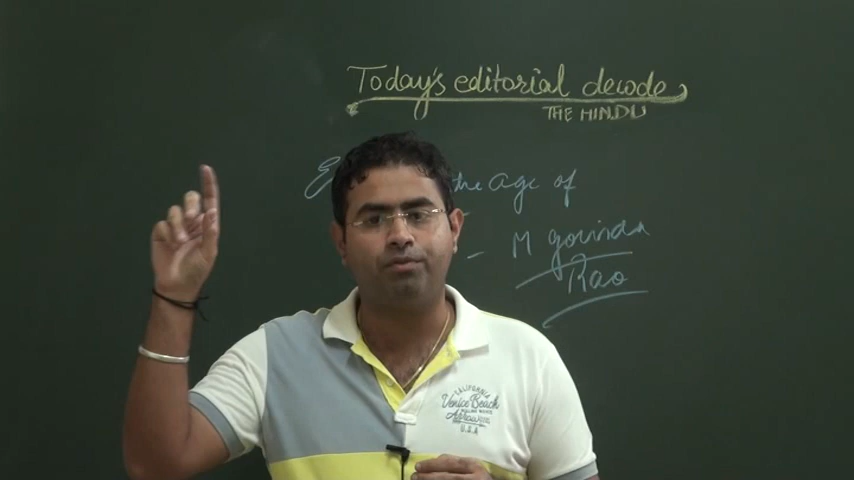 Today's editorial decode
THE HINDU
the Age of
- M Govinda
Rao
CALIFORNIA
Venice Beach
U.S.A